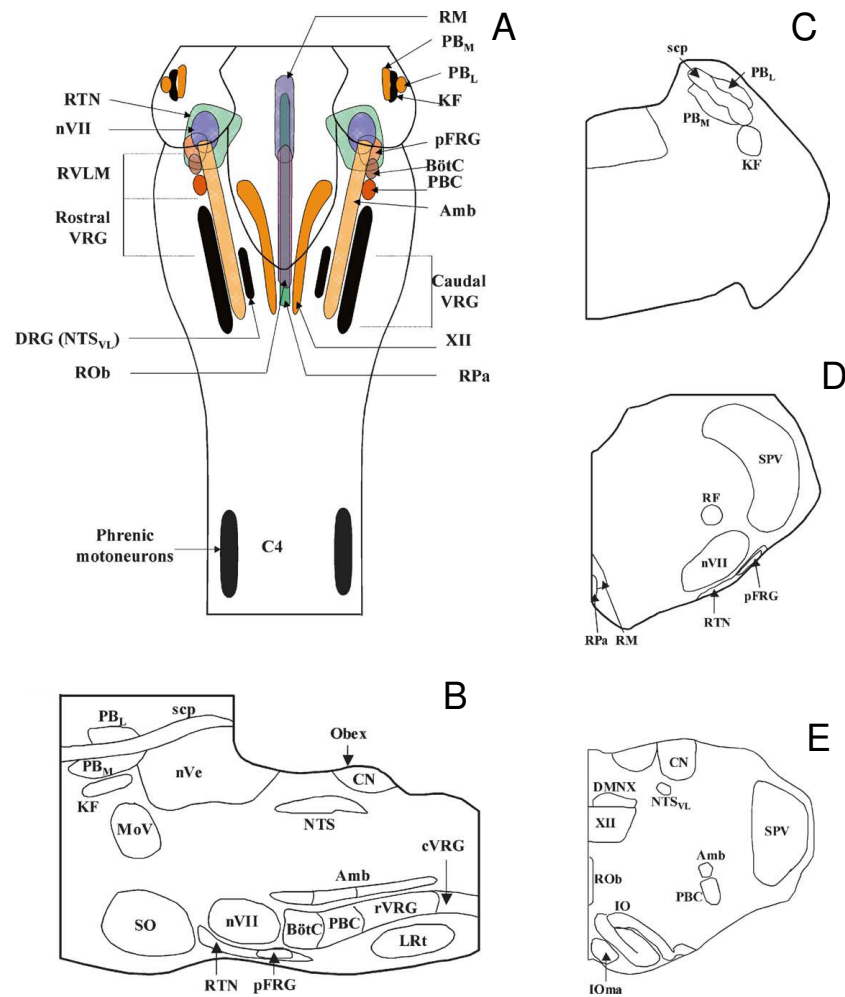 A
RM
PBM
PBL
KF
RTN
nVII
pFRG
BötC
RVLM
PBC
Amb
Rostral
VRG
Caudal
VRG
DRG (NTSVL)
XII
ROb
RPa
Phrenic
motoneurons
C4
B
PBL
scp
Obex
PBM
nVe
CN
KF
MoV
NTS
cVRG
Amb
SO
nVII
BötC
PBC
rVRG
LRt
RTN
pFRG
C
scp
PBL
PBM
KF
D
SPV
RF
nVII
pFRG
RTN
RPa
RM
E
CN
DMNX
NTSVL
XII
SPV
Amb
ROb
PBC
IO
IOma